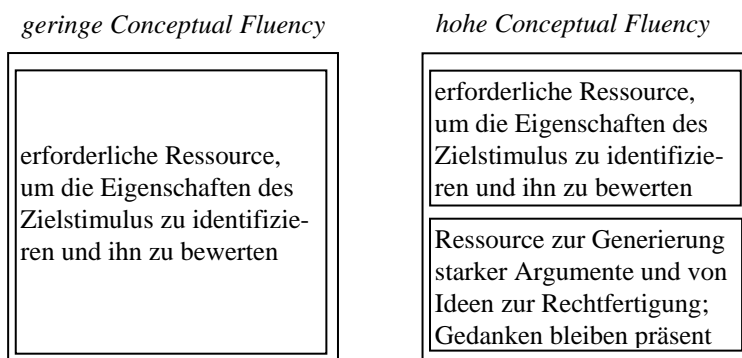 geringe Conceptual Fluency
erforderliche Ressource,
um die Eigenschaften des
Zielstimulus zu identifizie-
ren und ihn zu bewerten
hohe Conceptual Fluency
erforderliche Ressource,
um die Eigenschaften des
Zielstimulus zu identifizie-
ren und ihn zu bewerten
Ressource zur Generierung
starker Argumente und von
Ideen zur Rechtfertigung;
Gedanken bleiben präsent